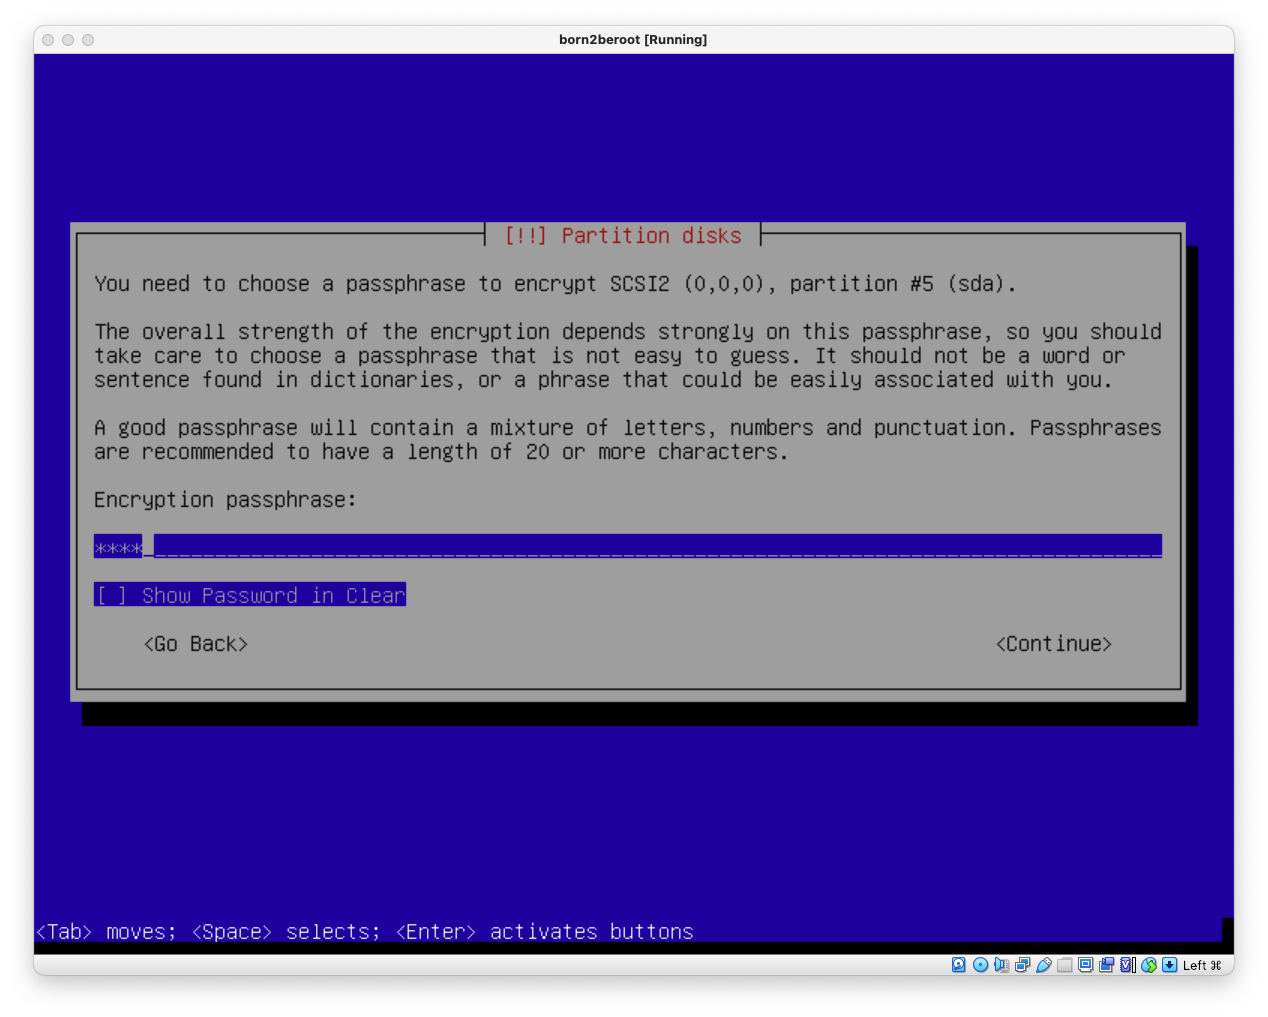 born2beroot [Running]
[!!] Partition disks
You need to choose a passphrase to encrypt SCSI2 (0,0,0), partition #5 (sda).
The overall strength of the encryption depends strongly on this passphrase, so you should
take care to choose a passphrase that is not easy to guess. It should not be a word or
sentence found in dictionaries, or a phrase that could be easily associated with you.
A good passphrase will contain a mixture of letters, numbers and punctuation. Passphrases
are recommended to have a length of 20 or more characters.
Encryption passphrase:
****
[ ] Show Password in Clear
<Go Back> <Continue>
<Tab> moves; <Space> selects; <Enter> activates buttons
Left ⌘